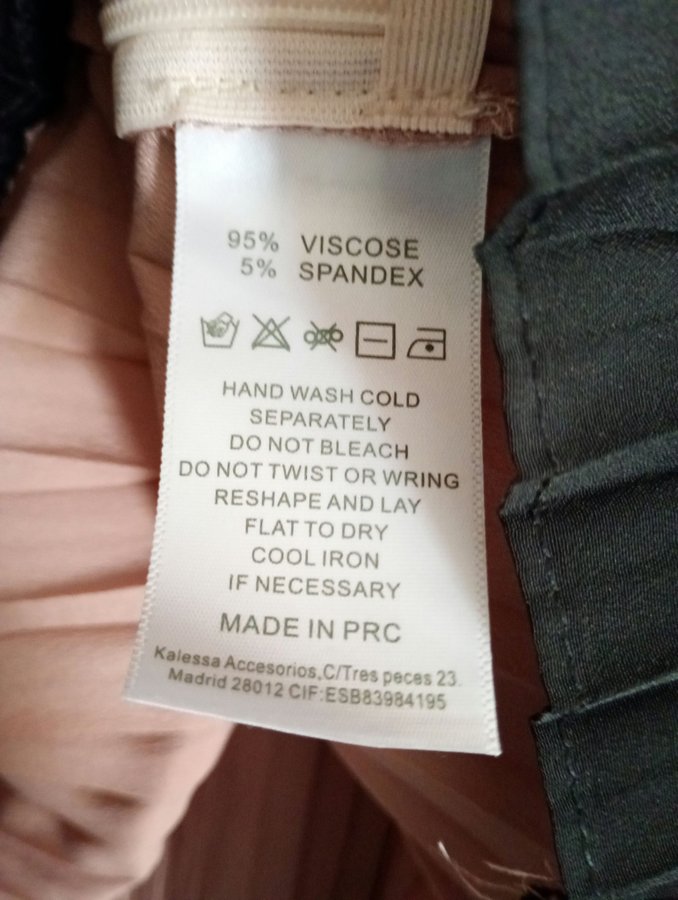 95% VISCOSE
5% SPANDEX
HAND WASH COLD
SEPARATELY
DO NOT BLEACH
DO NOT TWIST OR WRING
RESHAPE AND LAY
FLAT TO DRY
COOL IRON
IF NECESSARY
MADE IN PRC
Kalessa Accesorios,C/Tres peces 23.
Madrid 28012 CIF:ESB83984195